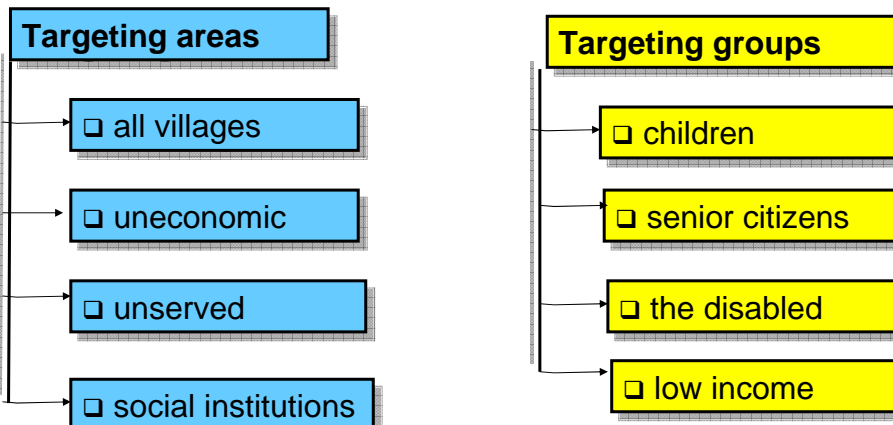 Targeting areas
❑ all villages
❑ uneconomic
❑ unserved
❑ social institutions
Targeting groups
❑ children
❑ senior citizens
❑ the disabled
❑ low income